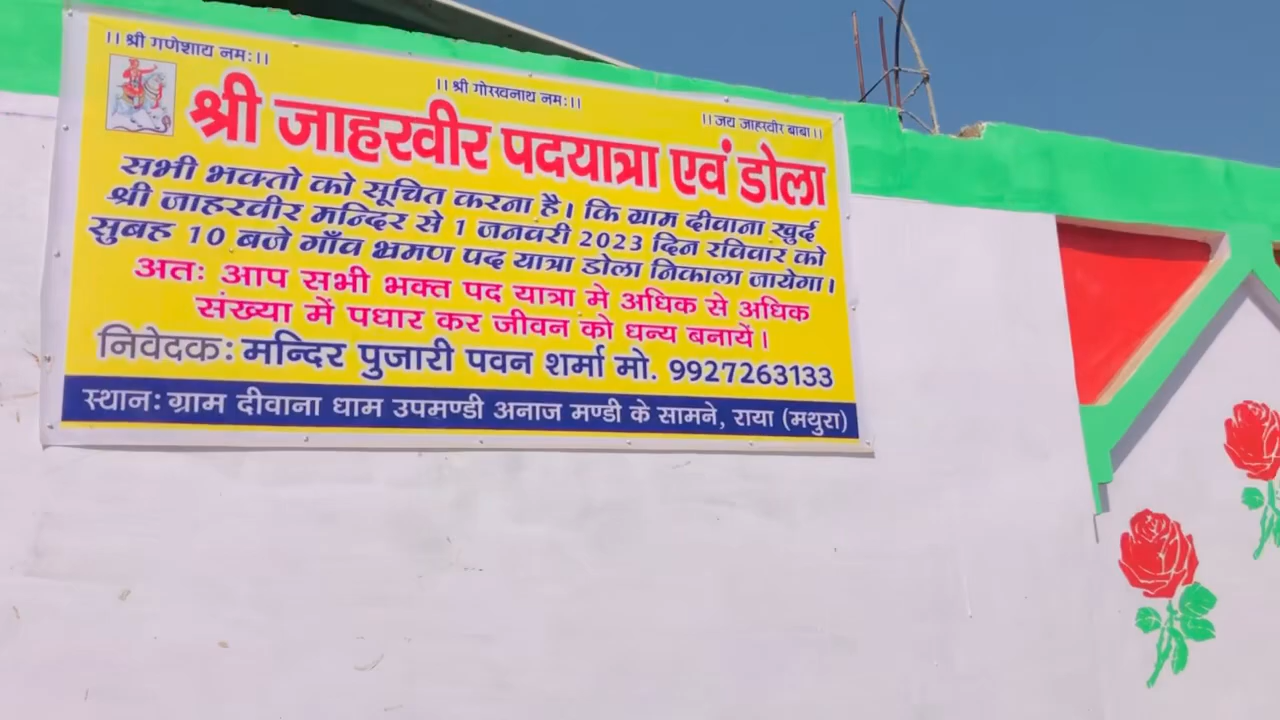 ।। श्री गणेशाय नमः।।
।। श्री गोरखनाथ नमः।।
।। जय जाहरवीर बाबा।।
श्री जाहरवीर पदयात्रा एवं डोला
सभी भक्तो को सूचित करना है। कि ग्राम दीवाना खुर्द
श्री जाहरवीर मन्दिर से 1 जनवरी 2023 दिन रविवार को
सुबह 10 बजे गाँव भ्रमण पद यात्रा डोला निकाला जायेगा।
अतः आप सभी भक्त पद यात्रा मे अधिक से अधिक
संख्या में पधार कर जीवन को धन्य बनायें।
निवेदकः मन्दिर पुजारी पवन शर्मा मो. 9927263133
स्थानः ग्राम दीवाना धाम उपमण्डी अनाज मण्डी के सामने, राया (मथुरा)